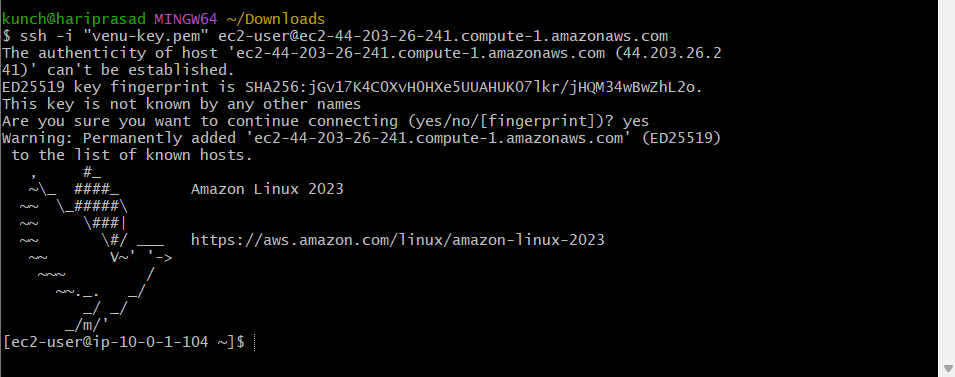 kunch@hariprasad MINGW64 ~/Downloads
$ ssh -i "venu-key.pem" ec2-user@ec2-44-203-26-241.compute-1.amazonaws.com
The authenticity of host 'ec2-44-203-26-241.compute-1.amazonaws.com (44.203.26.2
41)' can't be established.
ED25519 key fingerprint is SHA256:jGv17K4C0XvH0HXe5UUAHUK07lkr/jHQM34wBwZhL2o.
This key is not known by any other names
Are you sure you want to continue connecting (yes/no/[fingerprint])? yes
Warning: Permanently added 'ec2-44-203-26-241.compute-1.amazonaws.com' (ED25519)
 to the list of known hosts.
   ,     #_
   ~\_  ####_        Amazon Linux 2023
  ~~  \_#####\
  ~~     \###|
  ~~       \#/ ___   https://aws.amazon.com/linux/amazon-linux-2023
   ~~       V~' '->
    ~~~         /
      ~~._.   _/
         _/ _/
       _/m/'
[ec2-user@ip-10-0-1-104 ~]$